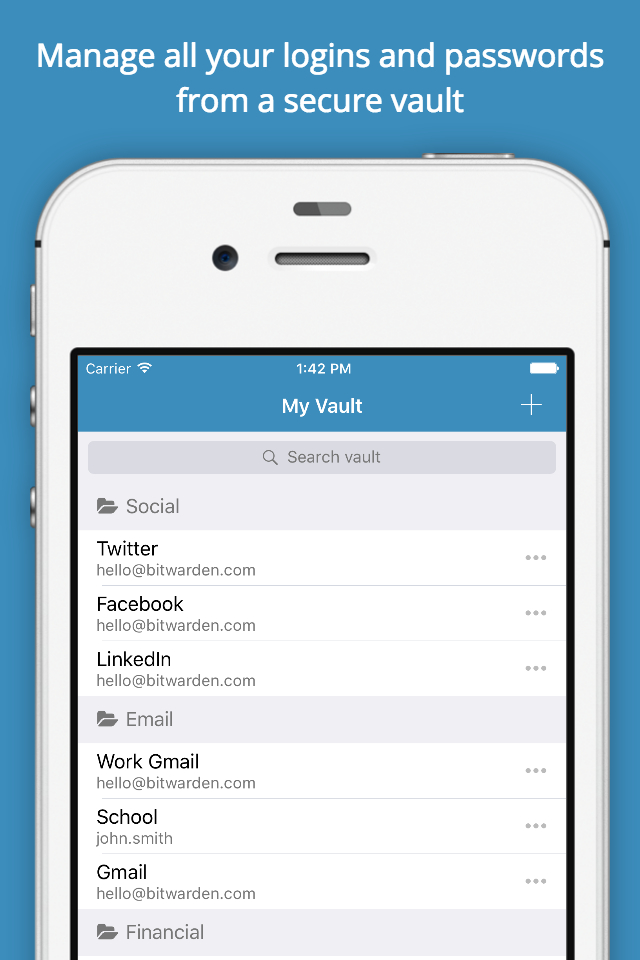 Manage all your logins and passwords
from a secure vault
Carrier 1:42 PM
My Vault
Search vault
Social
Twitter
hello@bitwarden.com
Facebook
hello@bitwarden.com
LinkedIn
hello@bitwarden.com
Email
Work Gmail
hello@bitwarden.com
School
john.smith
Gmail
hello@bitwarden.com
Financial